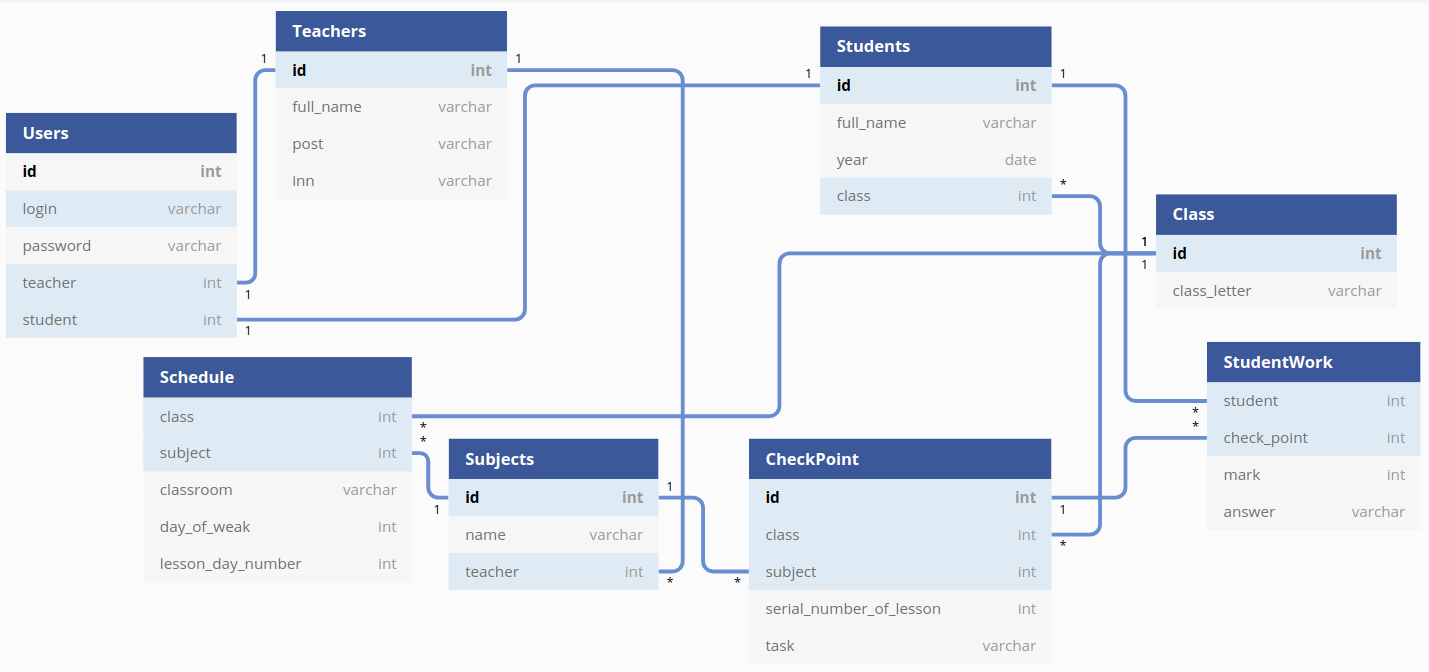 Teachers
1
id int
1
full_name varchar
post varchar
inn varchar
Users
id int
login varchar
password varchar
teacher int
1
student int
1
Students
1
id int
1
full_name varchar
year date
class int
*
Class
1
id int
1
class_letter varchar
StudentWork
student int
*
check_point int
*
mark int
answer varchar
Schedule
class int
*
subject int
*
classroom varchar
day_of_weak int
lesson_day_number int
Subjects
id int
1
1
name varchar
teacher int
*
CheckPoint
id int
1
class int
*
subject int
*
serial_number_of_lesson int
task varchar